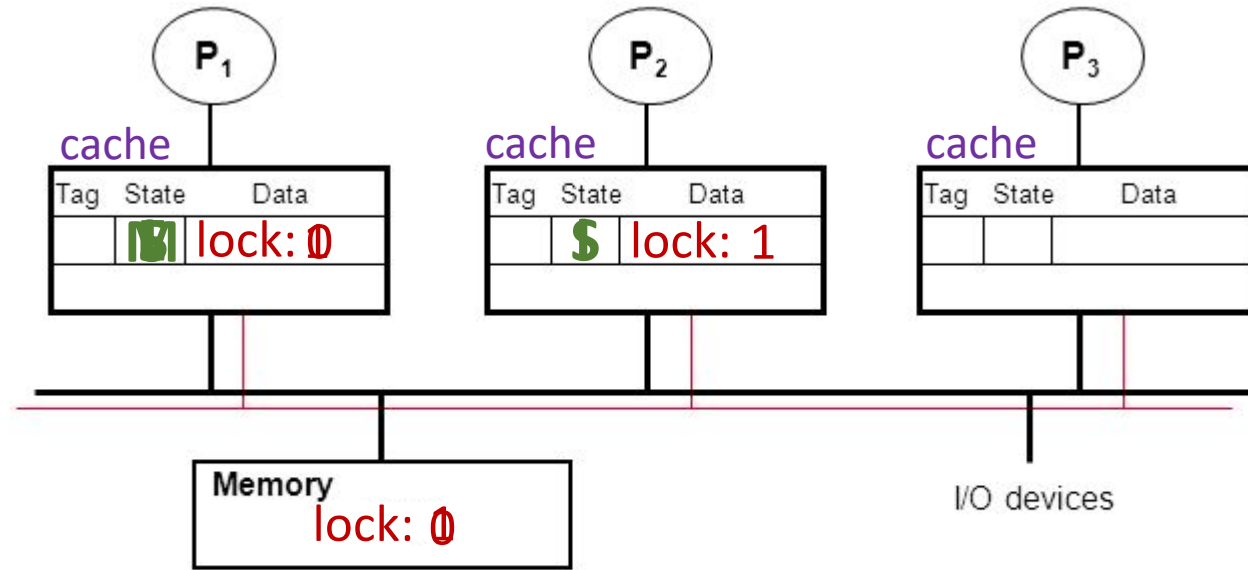 P1 P2 P3
cache cache cache
Tag State Data Tag State Data Tag State Data
lock: lock: 1
Memory
lock:
I/O devices